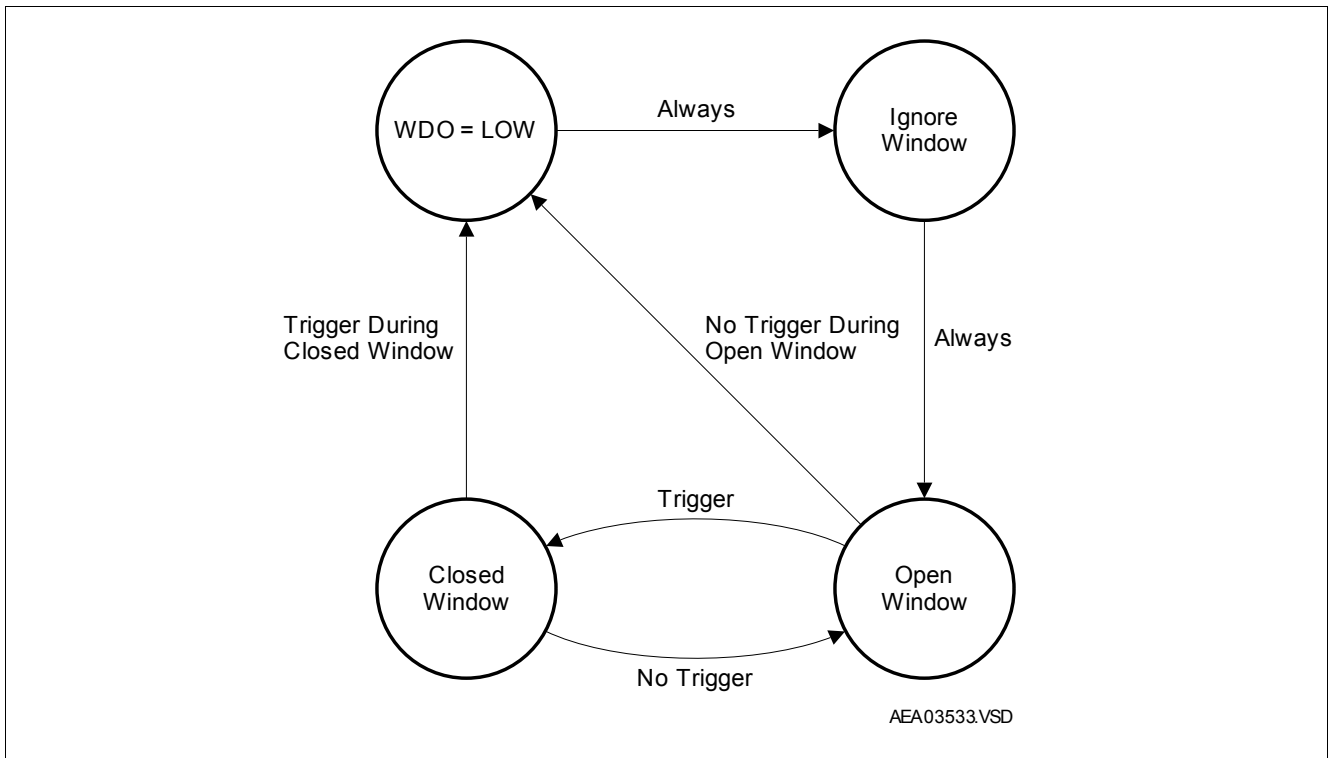 WDO = LOW
Always
Ignore
Window
Trigger During
Closed Window
No Trigger During
Open Window
Always
Trigger
Closed
Window
Open
Window
No Trigger
AEA03533.VSD